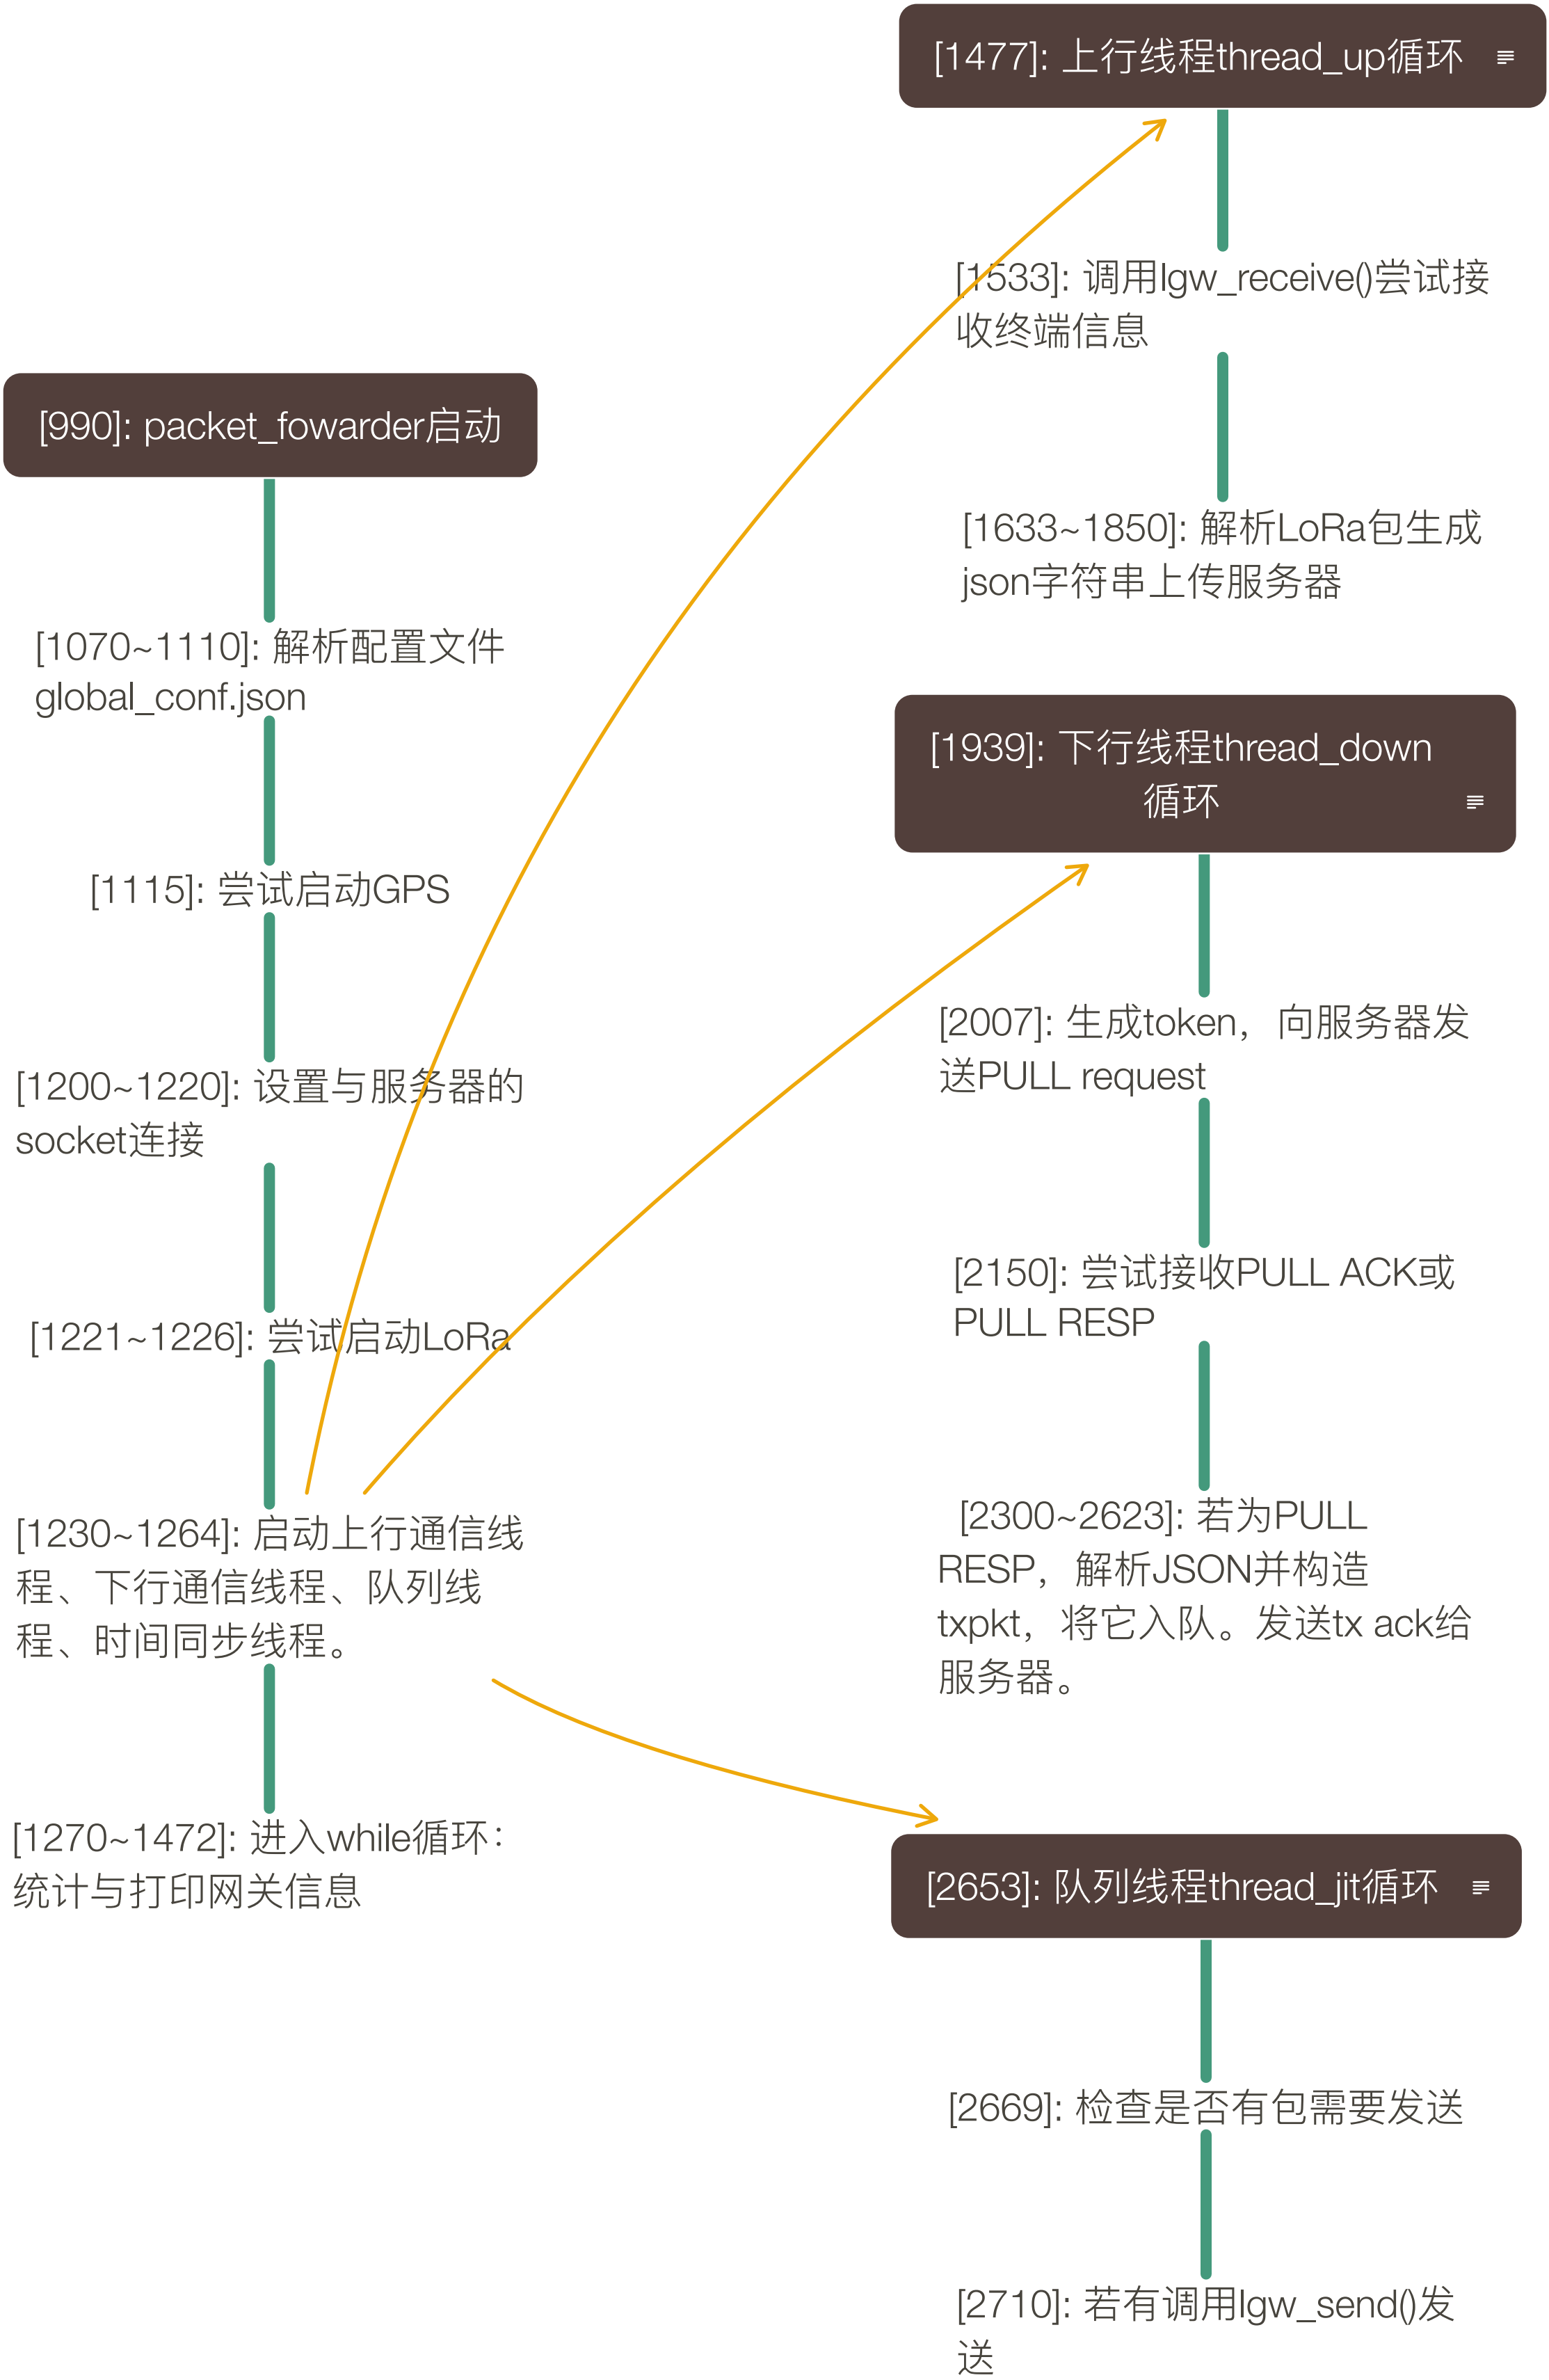 [990]: packet_fowarder启动
[1070~1110]: 解析配置文件
global_conf.json
[1115]: 尝试启动GPS
[1200~1220]: 设置与服务器的
socket连接
[1221~1226]: 尝试启动LoRa
[1230~1264]: 启动上行通信线
程、下行通信线程、队列线
程、时间同步线程。
[1270~1472]: 进入while循环：
统计与打印网关信息
[1477]: 上行线程thread_up循环
[1533]: 调用lgw_receive()尝试接
收终端信息
[1633~1850]: 解析LoRa包生成
json字符串上传服务器
[1939]: 下行线程thread_down
循环
[2007]: 生成token，向服务器发
送PULL request
[2150]: 尝试接收PULL ACK或
PULL RESP
[2300~2623]: 若为PULL
RESP，解析JSON并构造
txpkt，将它入队。发送tx ack给
服务器。
[2653]: 队列线程thread_jit循环
[2669]: 检查是否有包需要发送
[2710]: 若有调用lgw_send()发
送